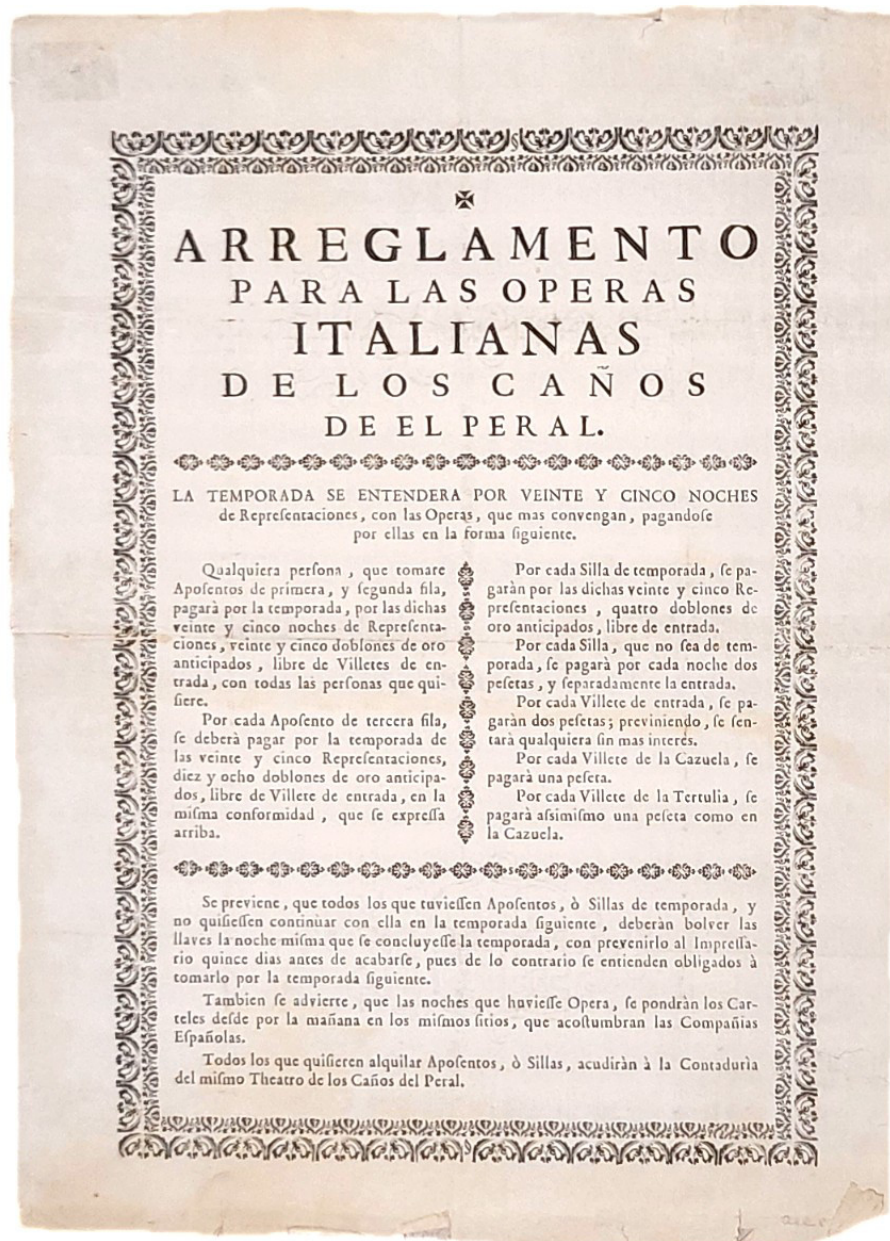 ARREGLAMENTO
PARA LAS OPERAS
ITALIANAS
DE LOS CAÑOS
DE EL PERAL.
LA TEMPORADA SE ENTENDERA POR VEINTE Y CINCO NOCHES
de Repreſentaciones, con las Operas, que mas convengan, pagandoſe
por ellas en la forma ſiguiente.
Qualquiera perſona, que tomare
Apoſentos de primera, y ſegunda fila,
pagarà por la temporada, por las dichas
veinte y cinco noches de Repreſenta-
ciones, veinte y cinco doblones de oro
anticipados, libre de Villetes de en-
trada, con todas las perſonas que qui-
ſiere.
Por cada Apoſento de tercera fila,
ſe deberà pagar por la temporada de
las veinte y cinco Repreſentaciones,
diez y ocho doblones de oro anticipa-
dos, libre de Villete de entrada, en la
miſma conformidad, que ſe expreſſa
arriba.
Por cada Silla de temporada, ſe pa-
garàn por las dichas veinte y cinco Re-
preſentaciones, quatro doblones de
oro anticipados, libre de entrada.
Por cada Silla, que no ſea de tem-
porada, ſe pagarà por cada noche dos
peſetas, y ſeparadamente la entrada.
Por cada Villete de entrada, ſe pa-
garàn dos peſetas; previniendo, ſe ſen-
tarà qualquiera ſin mas interès.
Por cada Villete de la Cazuela, ſe
pagarà una peſeta.
Por cada Villete de la Tertulia, ſe
pagarà aſsimiſmo una peſeta como en
la Cazuela.
Se previene, que todos los que tuvieſſen Apoſentos, ò Sillas de temporada, y
no quiſieſſen continuar con ella en la temporada ſiguiente, deberàn bolver las
llaves la noche miſma que ſe concluyeſſe la temporada, con prevenirlo al Impreſſa-
rio quince dias antes de acabarſe, pues de lo contrario ſe entienden obligados à
tomarlo por la temporada ſiguiente.
Tambien ſe advierte, que las noches que huvieſſe Opera, ſe pondràn los Car-
teles deſde por la mañana en los miſmos ſitios, que acoſtumbran las Compañias
Eſpañolas.
Todos los que quiſieren alquilar Apoſentos, ò Sillas, acudiràn à la Contadurìa
del miſmo Theatro de los Caños del Peral.